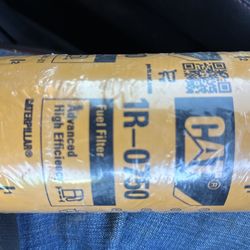 CAT
®
1R-0750
Fuel Filter
Advanced
High Efficiency
CATERPILLAR®